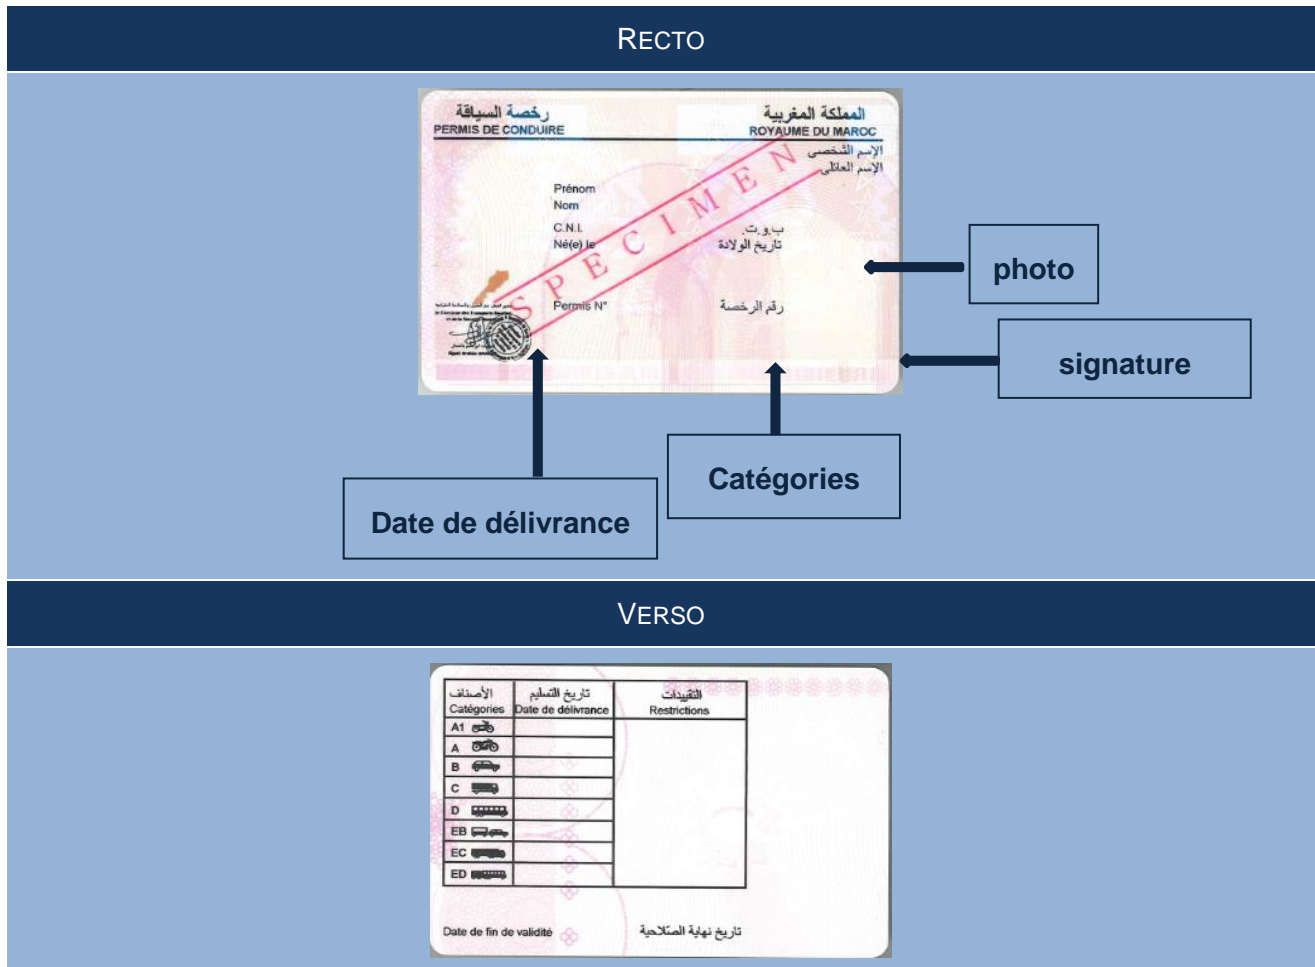 RECTO
رخصة السياقة
المملكة المغربية
PERMIS DE CONDUIRE
ROYAUME DU MAROC
الإسم الشخصي
الإسم العائلي
Prénom
Nom
C.N.I.
ب.و.ت.
Né(e) le
تاريخ الولادة
SPECIMEN
photo
Permis N°
رقم الرخصة
signature
Catégories
Date de délivrance
VERSO
الأصناف
تاريخ التسليم
التقييدات
Catégories
Date de délivrance
Restrictions
A1
A
B
C
D
EB
EC
ED
Date de fin de validité
تاريخ نهاية الصلاحية